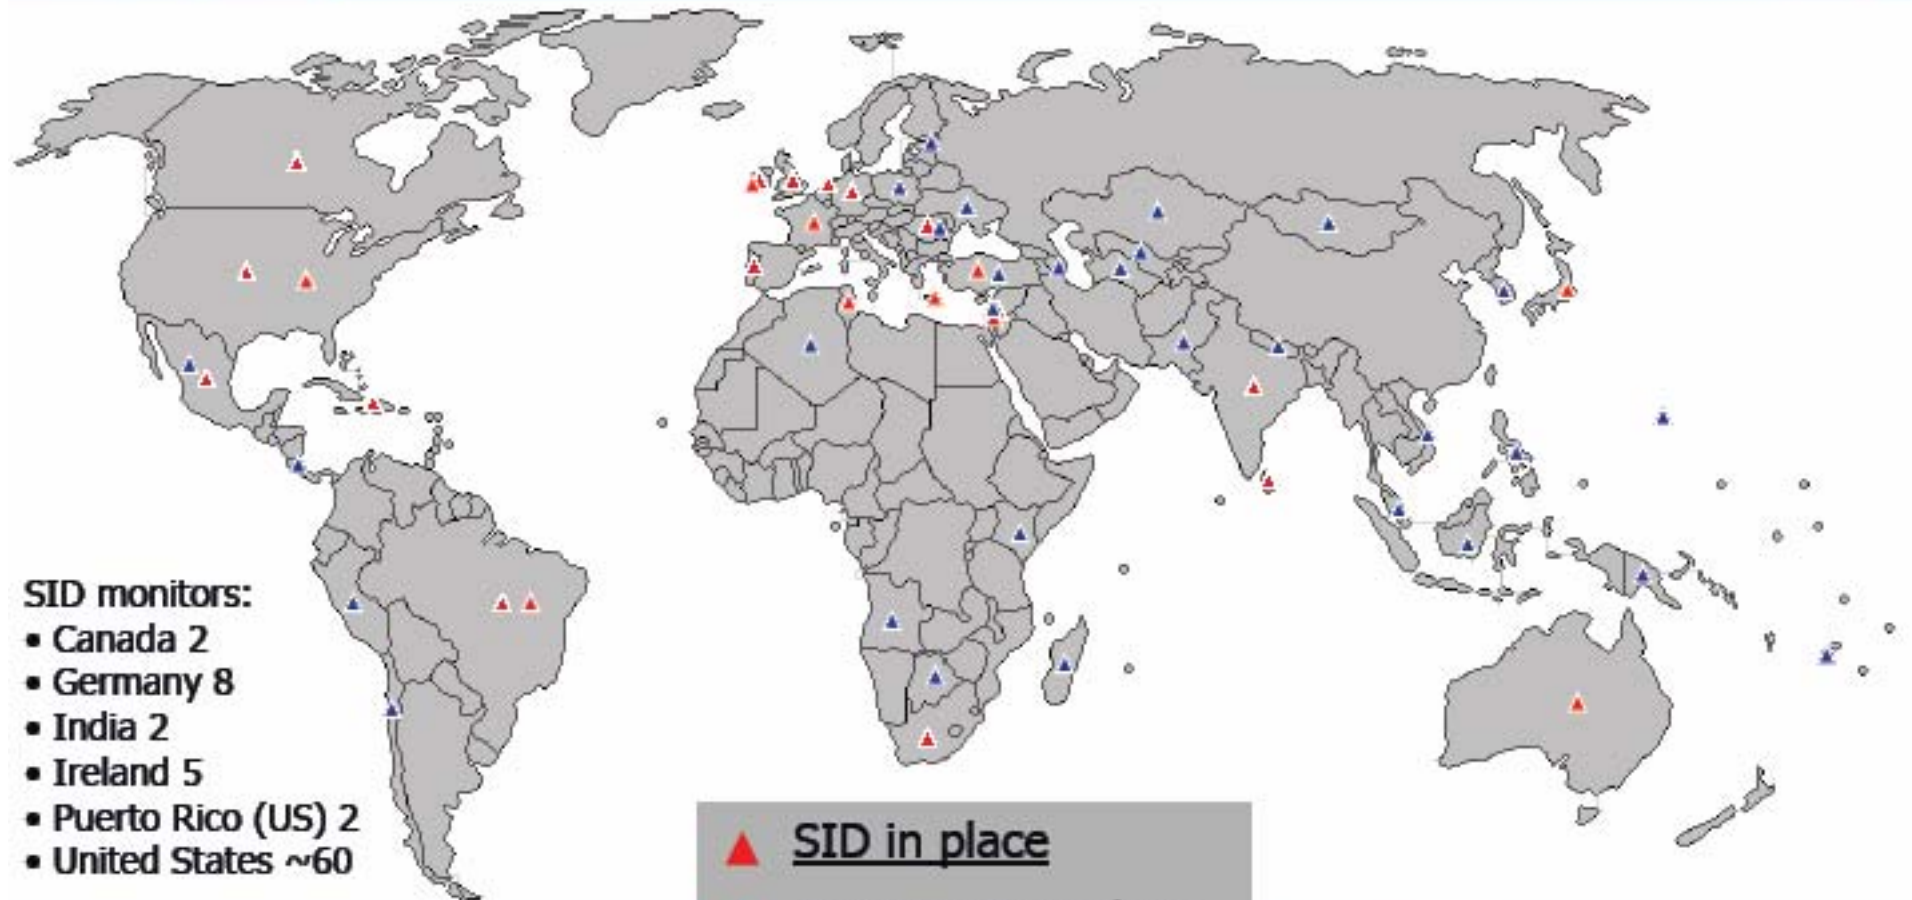 SID monitors:
• Canada 2
• Germany 8
• India 2
• Ireland 5
• Puerto Rico (US) 2
• United States ~60
SID in place